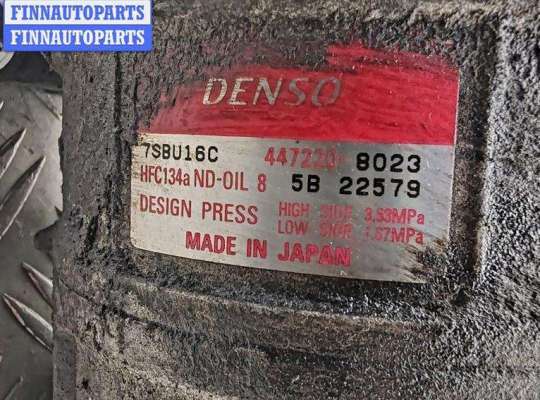 FINNAUTOPARTS
FINNAUTOPARTS
DENSO
7SBU16C 447220-8023
HFC134a ND-OIL 8 5B 22579
DESIGN PRESS HIGH SIDE 3.53MPa
LOW SIDE 1.67MPa
MADE IN JAPAN